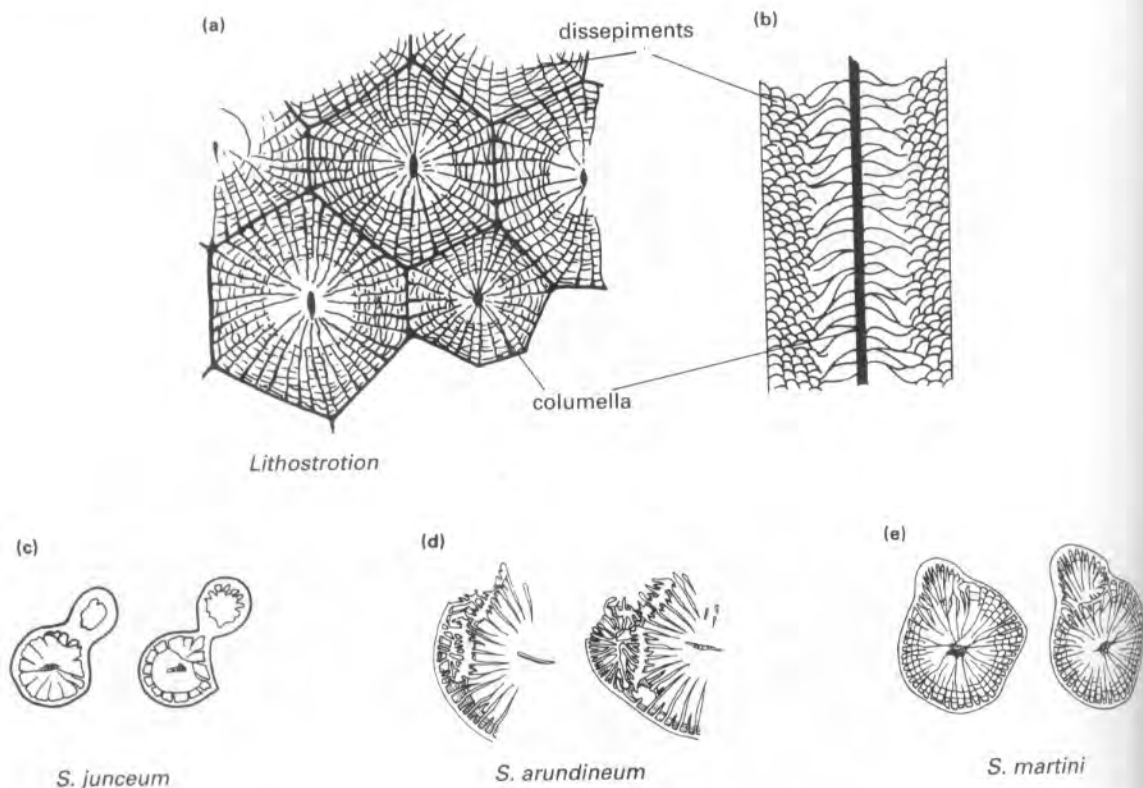 (a)
dissepiments
(b)
columella
Lithostrotion
(c)
(d)
(e)
S. junceum
S. arundineum
S. martini